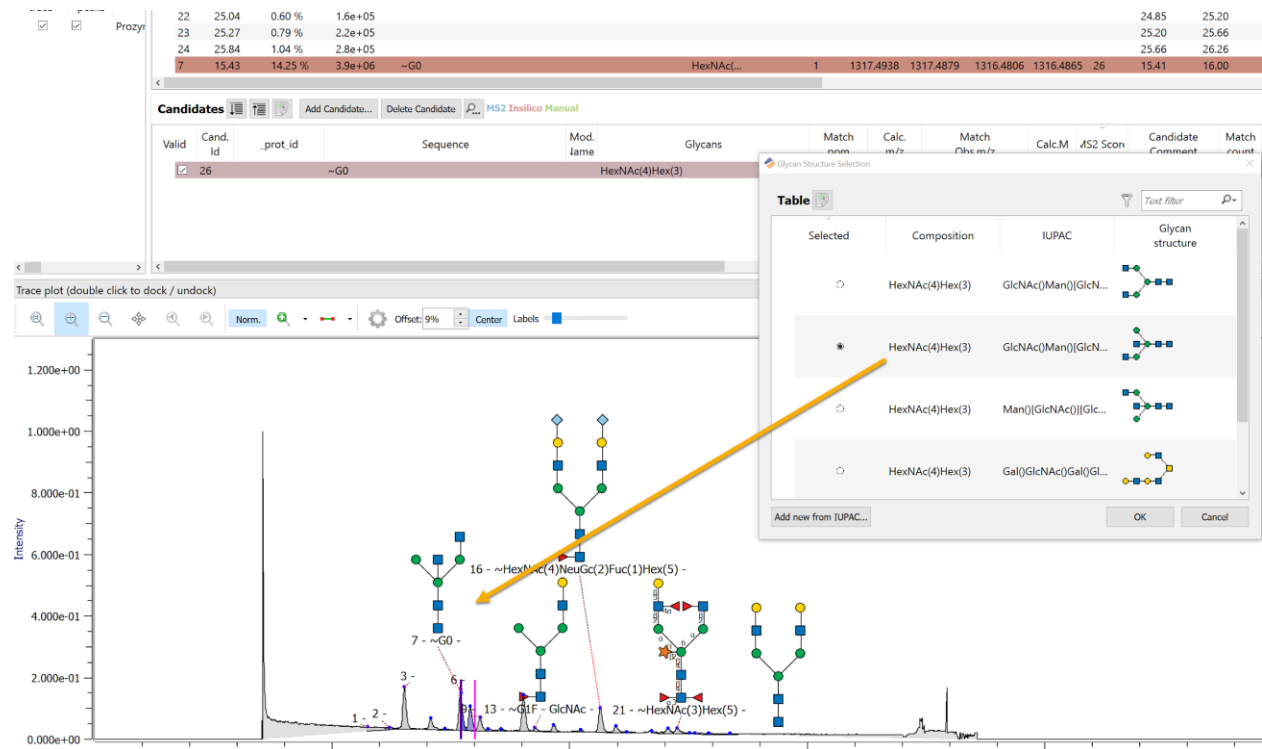 22 25.04 0.60 % 1.6e+05 24.85 25.20
Prozyr 23 25.27 0.79 % 2.2e+05 25.20 25.66
24 25.84 1.04 % 2.8e+05 25.66 26.26
7 15.43 14.25 % 3.9e+06 ~G0 HexNAc(... 1 1317.4938 1317.4879 1316.4806 1316.4865 26 15.41 16.00
Candidates Add Candidate... Delete Candidate MS2 Insilico Manual
Valid Cand. Id _prot_id Sequence Mod. Name Glycans Match ppm Calc. m/z Match Obs.m/z Calc.M MS2 Score Candidate Comment Match count
26 ~G0 HexNAc(4)Hex(3)
Glycan Structure Selection
Table Text filter
Selected Composition IUPAC Glycan structure
HexNAc(4)Hex(3) GlcNAc()Man()[GlcN...
HexNAc(4)Hex(3) GlcNAc()Man()[GlcN...
HexNAc(4)Hex(3) Man()[GlcNAc()][Glc...
HexNAc(4)Hex(3) Gal()GlcNAc()Gal()Gl...
Add new from IUPAC... OK Cancel
Trace plot (double click to dock / undock)
Norm. Offset: 9% Center Labels
Intensity
1.200e+00
1.000e+00
8.000e-01
6.000e-01
4.000e-01
2.000e-01
0.000e+00
16 - ~HexNAc(4)NeuGc(2)Fuc(1)Hex(5) -
7 - ~G0 -
3 -
6
1 - 2 -
9
13 - ~G1F - GlcNAc -
21 - ~HexNAc(3)Hex(5) -